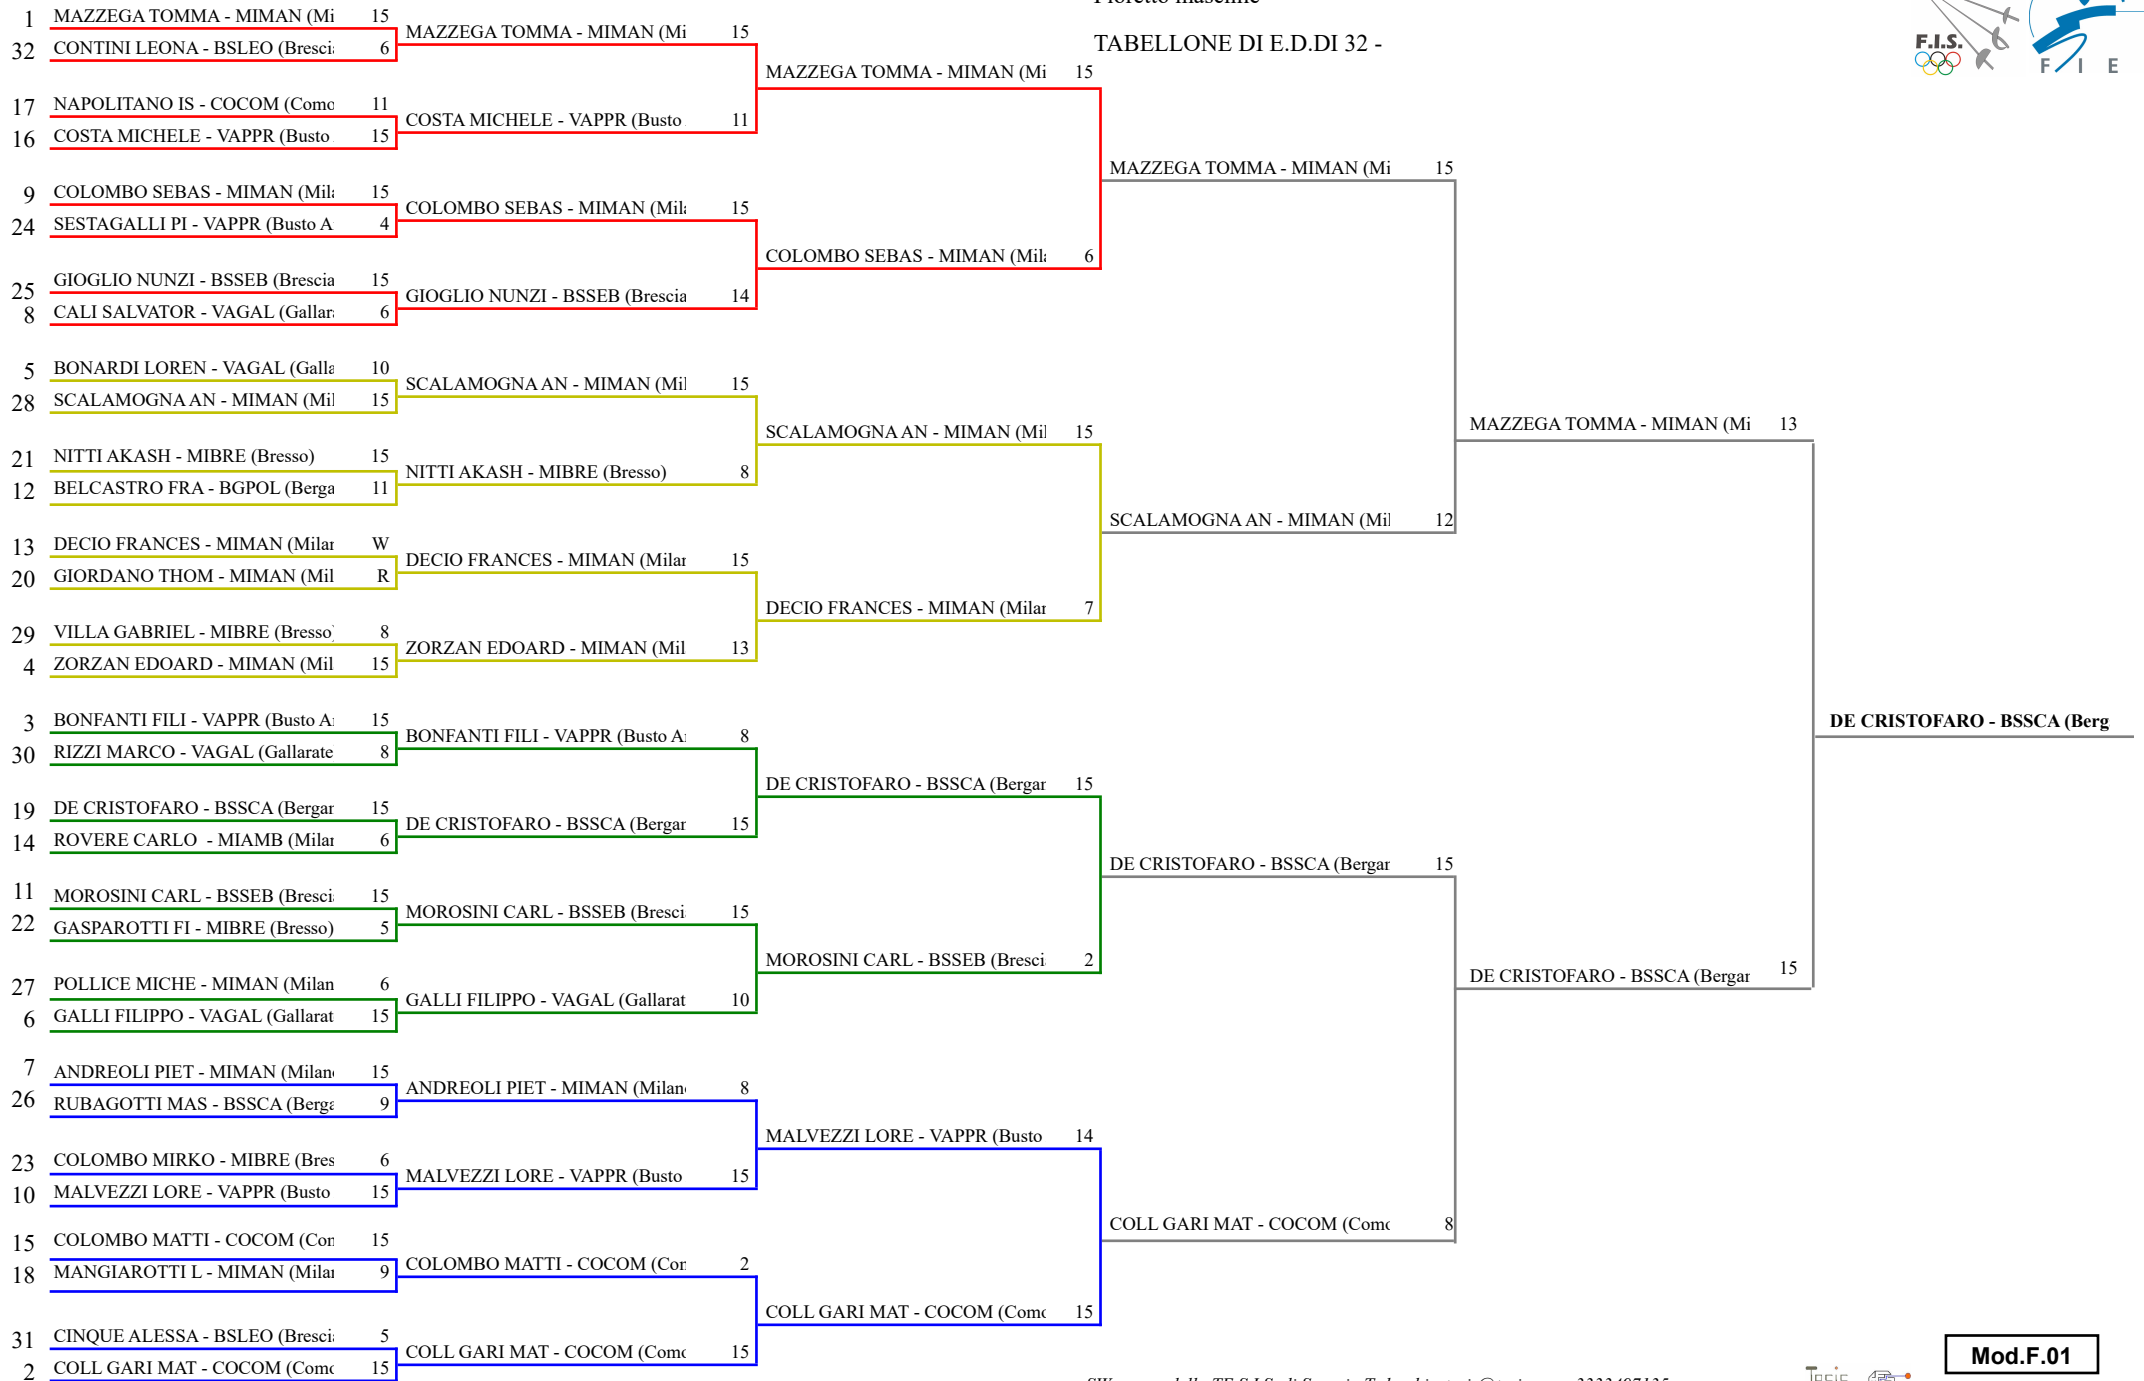 TABELLONE DI E.D.DI 32 -
F.I.S.
F I E
1 MAZZEGA TOMMA - MIMAN (Mi 15
32 CONTINI LEONA - BSLEO (Bresci 6
17 NAPOLITANO IS - COCOM (Como 11
16 COSTA MICHELE - VAPPR (Busto 15
9 COLOMBO SEBAS - MIMAN (Mila 15
24 SESTAGALLI PI - VAPPR (Busto A 4
25 GIOGLIO NUNZI - BSSEB (Brescia 15
8 CALI SALVATOR - VAGAL (Gallar 6
5 BONARDI LOREN - VAGAL (Galla 10
28 SCALAMOGNA AN - MIMAN (Mil 15
21 NITTI AKASH - MIBRE (Bresso) 15
12 BELCASTRO FRA - BGPOL (Berga 11
13 DECIO FRANCES - MIMAN (Milan W
20 GIORDANO THOM - MIMAN (Mil R
29 VILLA GABRIEL - MIBRE (Bresso) 8
4 ZORZAN EDOARD - MIMAN (Mil 15
3 BONFANTI FILI - VAPPR (Busto A 15
30 RIZZI MARCO - VAGAL (Gallarate 8
19 DE CRISTOFARO - BSSCA (Bergar 15
14 ROVERE CARLO - MIAMB (Milan 6
11 MOROSINI CARL - BSSEB (Bresci 15
22 GASPAROTTI FI - MIBRE (Bresso) 5
27 POLLICE MICHE - MIMAN (Milan 6
6 GALLI FILIPPO - VAGAL (Gallarat 15
7 ANDREOLI PIET - MIMAN (Milan 15
26 RUBAGOTTI MAS - BSSCA (Berga 9
23 COLOMBO MIRKO - MIBRE (Bres 6
10 MALVEZZI LORE - VAPPR (Busto 15
15 COLOMBO MATTI - COCOM (Con 15
18 MANGIAROTTI L - MIMAN (Milan 9
31 CINQUE ALESSA - BSLEO (Bresci 5
2 COLL GARI MAT - COCOM (Como 15
MAZZEGA TOMMA - MIMAN (Mi 15
COSTA MICHELE - VAPPR (Busto 11
COLOMBO SEBAS - MIMAN (Mila 15
GIOGLIO NUNZI - BSSEB (Brescia 14
SCALAMOGNA AN - MIMAN (Mil 15
NITTI AKASH - MIBRE (Bresso) 8
DECIO FRANCES - MIMAN (Milan 15
ZORZAN EDOARD - MIMAN (Mil 13
BONFANTI FILI - VAPPR (Busto A 8
DE CRISTOFARO - BSSCA (Bergar 15
MOROSINI CARL - BSSEB (Bresci 15
GALLI FILIPPO - VAGAL (Gallarat 10
ANDREOLI PIET - MIMAN (Milan 8
MALVEZZI LORE - VAPPR (Busto 15
COLOMBO MATTI - COCOM (Con 2
COLL GARI MAT - COCOM (Como 15
MAZZEGA TOMMA - MIMAN (Mi 15
COLOMBO SEBAS - MIMAN (Mila 6
SCALAMOGNA AN - MIMAN (Mil 15
DECIO FRANCES - MIMAN (Milan 7
DE CRISTOFARO - BSSCA (Bergar 15
MOROSINI CARL - BSSEB (Bresci 2
MALVEZZI LORE - VAPPR (Busto 14
COLL GARI MAT - COCOM (Como 15
MAZZEGA TOMMA - MIMAN (Mi 15
SCALAMOGNA AN - MIMAN (Mil 12
DE CRISTOFARO - BSSCA (Bergar 15
COLL GARI MAT - COCOM (Como 8
MAZZEGA TOMMA - MIMAN (Mi 13
DE CRISTOFARO - BSSCA (Bergar 15
DE CRISTOFARO - BSSCA (Berg
Mod.F.01